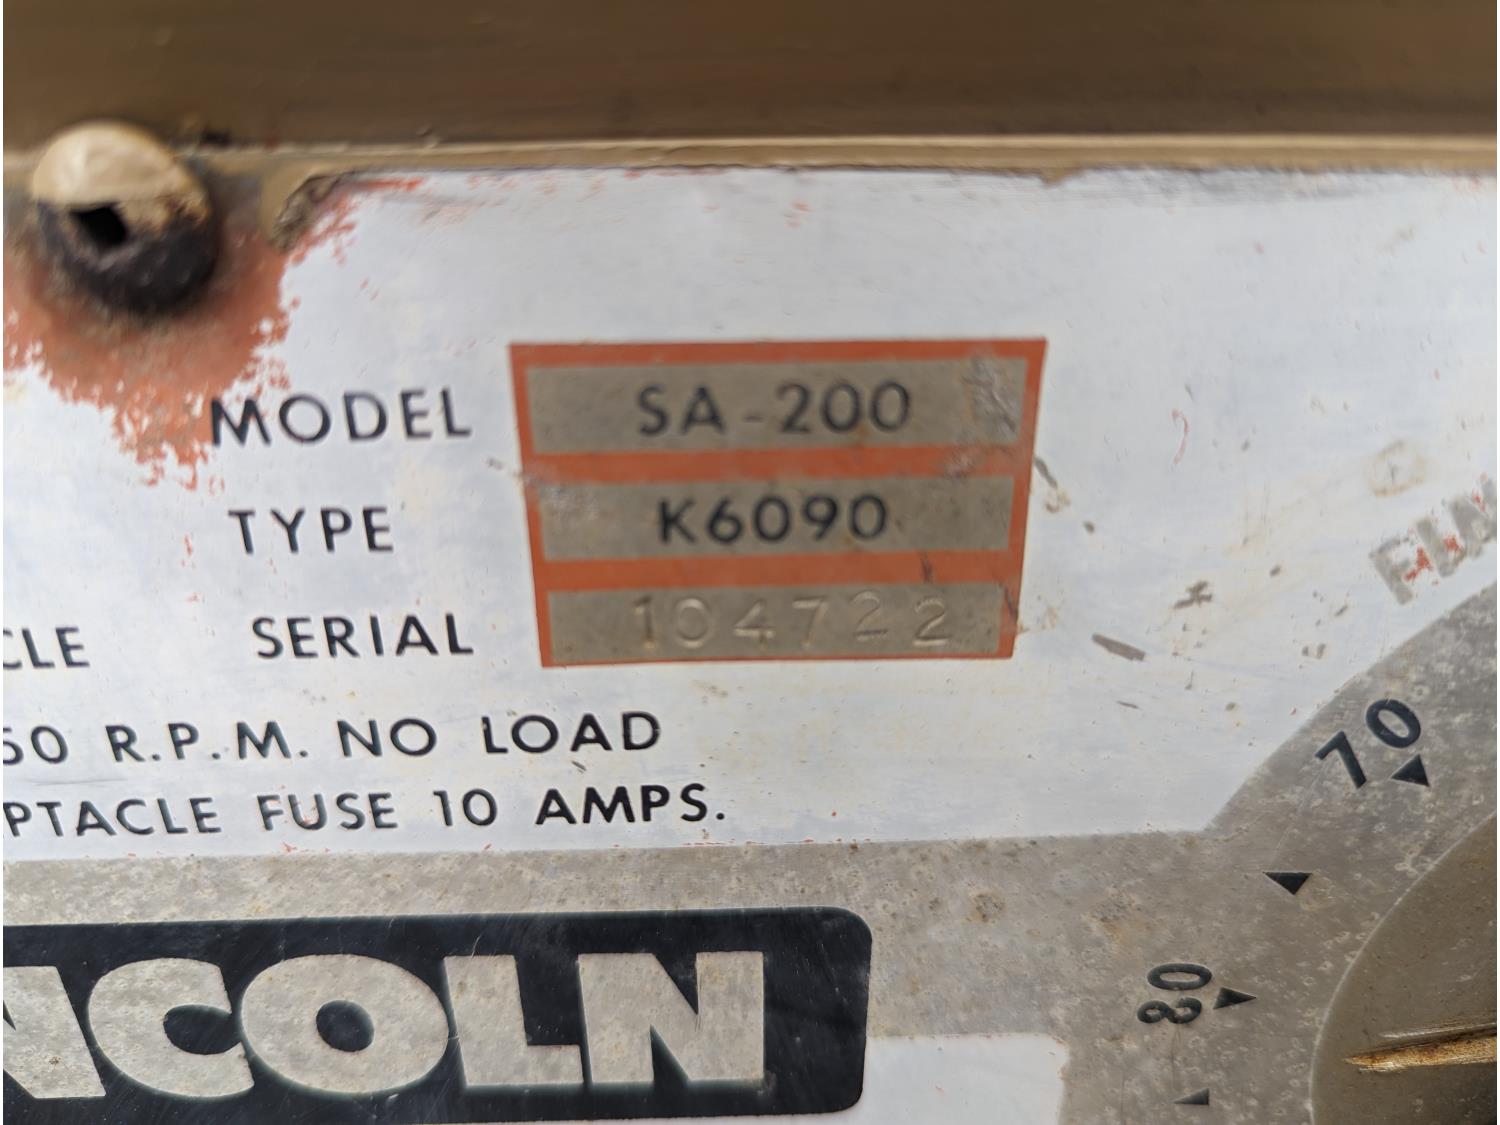 MODEL SA-200
TYPE K6090
CLE SERIAL 104722
50 R.P.M. NO LOAD
PTACLE FUSE 10 AMPS.
70
80
NCOLN